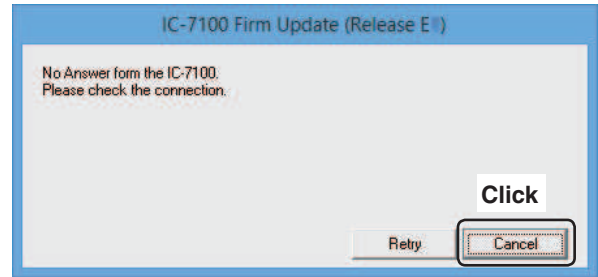 IC-7100 Firm Update (Release E )
No Answer form the IC-7100.
Please check the connection.
Click
Retry
Cancel